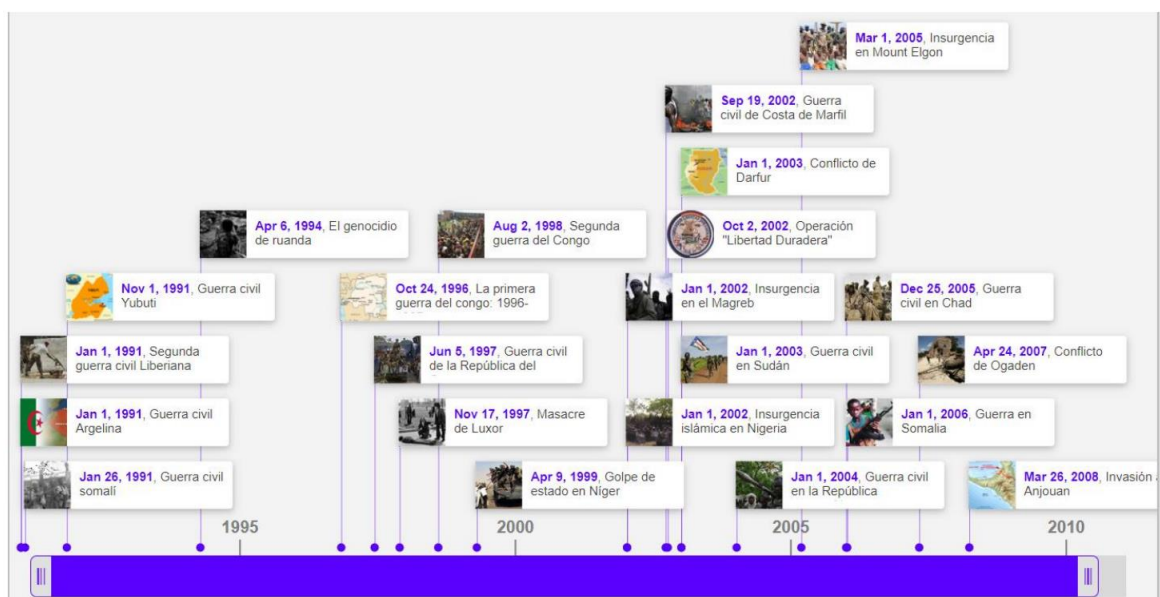 Mar 1, 2005, Insurgencia
en Mount Elgon
Sep 19, 2002, Guerra
civil de Costa de Marfil
Jan 1, 2003, Conflicto de
Darfur
Apr 6, 1994, El genocidio
de ruanda
Aug 2, 1998, Segunda
guerra del Congo
Oct 2, 2002, Operación
"Libertad Duradera"
Nov 1, 1991, Guerra civil
Yubuti
Oct 24, 1996, La primera
guerra del congo: 1996-
Jan 1, 2002, Insurgencia
en el Magreb
Dec 25, 2005, Guerra
civil en Chad
Jan 1, 1991, Segunda
guerra civil Liberiana
Jun 5, 1997, Guerra civil
de la República del
Jan 1, 2003, Guerra civil
en Sudán
Apr 24, 2007, Conflicto
de Ogaden
Jan 1, 1991, Guerra civil
Argelina
Nov 17, 1997, Masacre
de Luxor
Jan 1, 2002, Insurgencia
islámica en Nigeria
Jan 1, 2006, Guerra en
Somalia
Jan 26, 1991, Guerra civil
somalí
Apr 9, 1999, Golpe de
estado en Níger
Jan 1, 2004, Guerra civil
en la República
Mar 26, 2008, Invasión
Anjouan
1995
2000
2005
2010